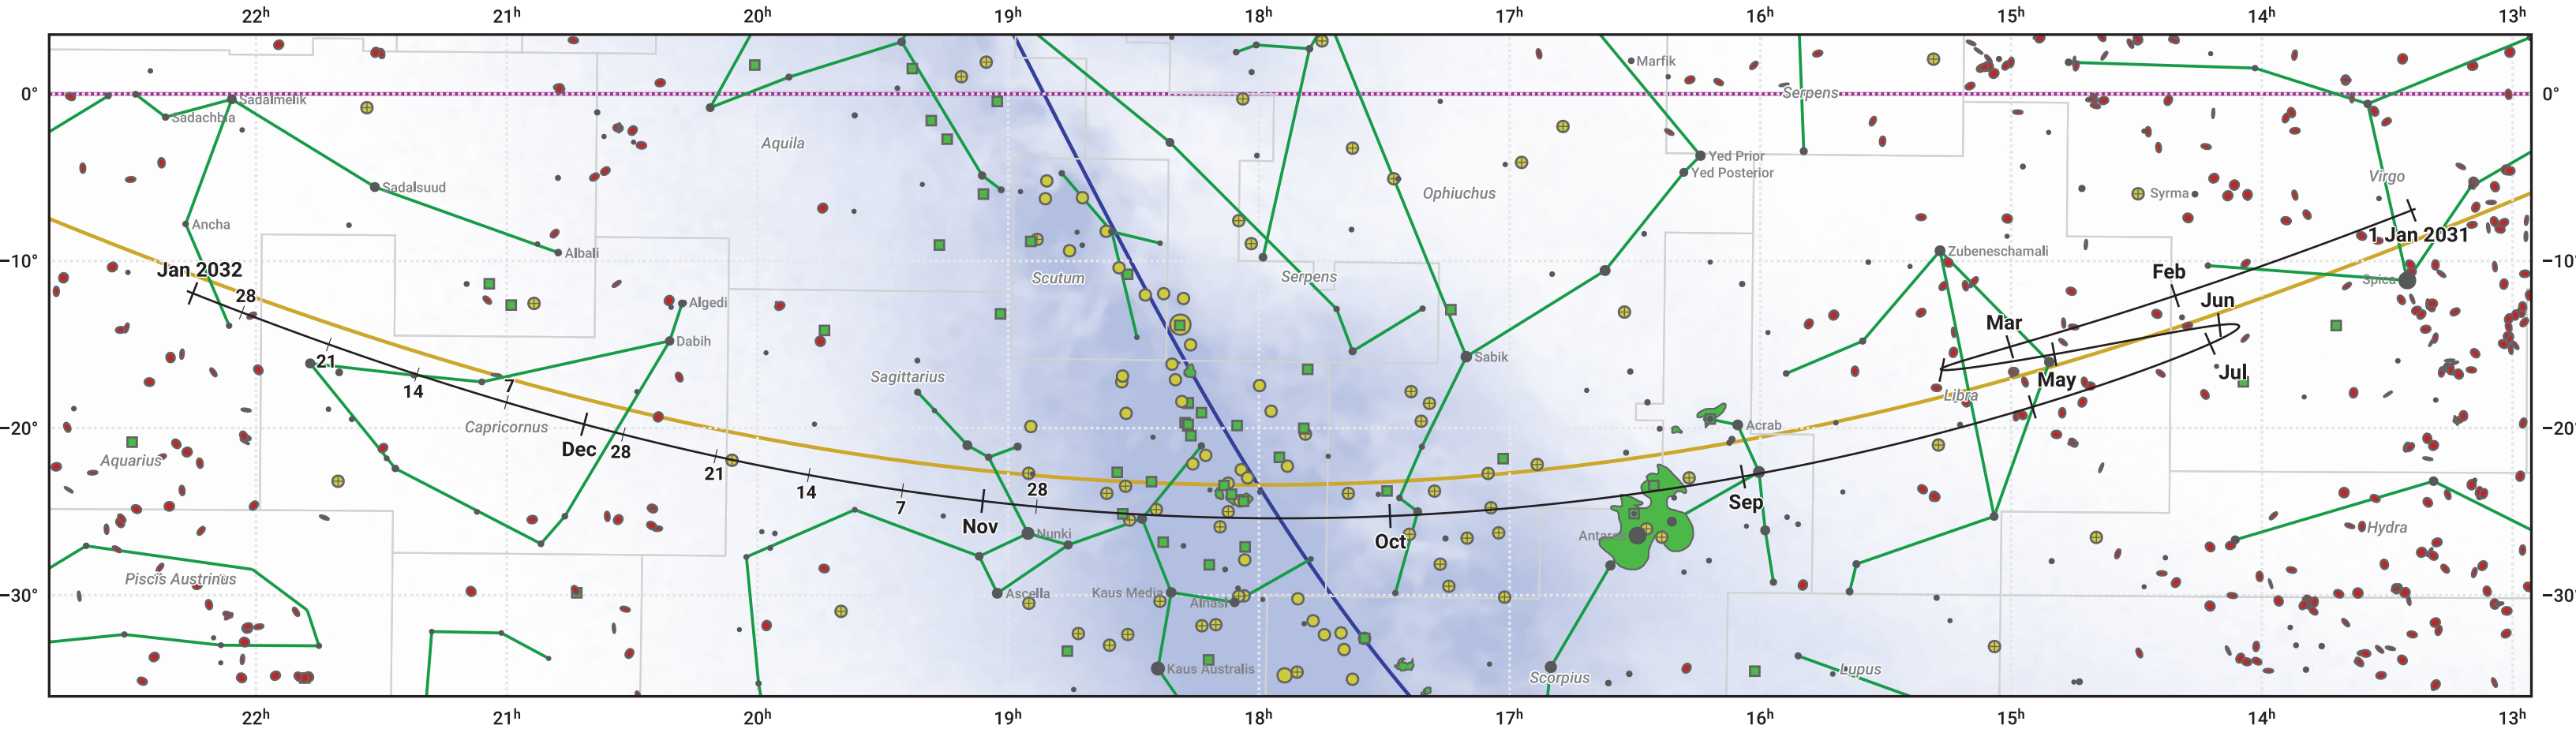 22h 21h 20h 19h 18h 17h 16h 15h 14h 13h
Marfik
0° Sadalmelik Serpens 0°
Sadachbia
Aquila
Yed Prior
Yed Posterior
Virgo
Sadalsuud Ophiuchus Syrma
Ancha
1 Jan 2031
Albali Zubeneschamali
−10° −10°
Jan 2032 Scutum Serpens Feb Spica
28 Algedi Jun
Mar
Dabih
21 Sabik
Sagittarius May Jul
14 7 Libra
Capricornus Acrab −20°
−20° Dec 28
Aquarius
21
14 28 Sep
7
Nov Nunki Oct Antares Hydra
Piscis Austrinus
−30° Ascella Kaus Media −30°
Alnasl
Kaus Australis Scorpius Lupus
22h 21h 20h 19h 18h 17h 16h 15h 14h 13h